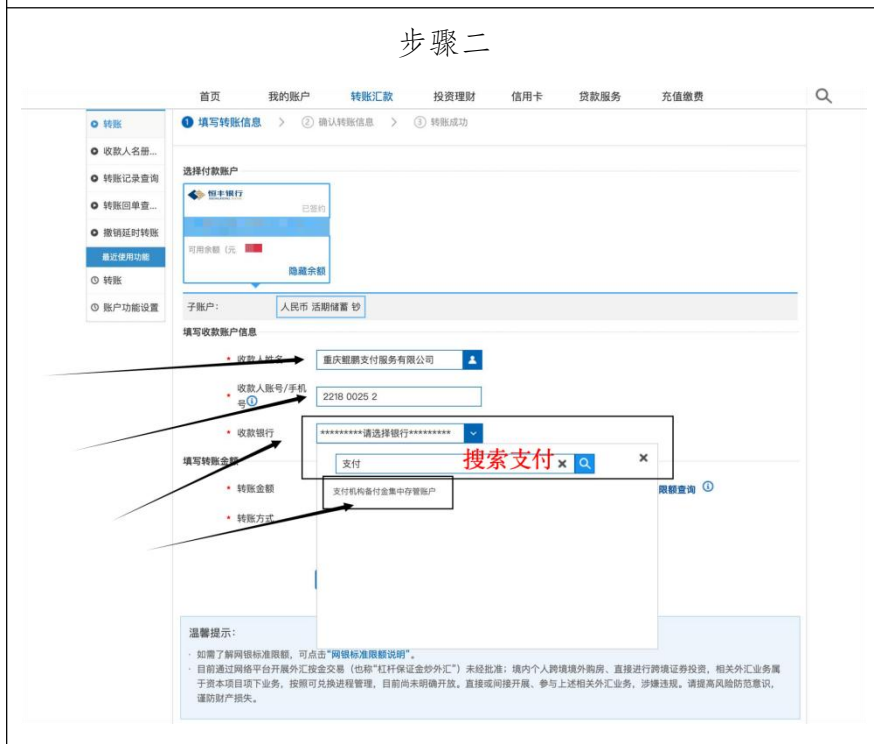 步骤二
首页 我的账户 转账汇款 投资理财 信用卡 贷款服务 充值缴费
转账
1 填写转账信息 > 2 确认转账信息 > 3 转账成功
收款人名册...
转账记录查询
选择付款账户
恒丰银行
已签约
转账回单查...
撤销延时转账
可用余额（元
最近使用功能
隐藏余额
转账
账户功能设置
子账户： 人民币 活期储蓄 钞
填写收款账户信息
* 收款人姓名 重庆鲲鹏支付服务有限公司
* 收款人账号/手机号 2218 0025 2
* 收款银行 *********请选择银行*********
填写转账金额
支付 搜索支付 × ×
* 转账金额 支付机构备付金集中存管账户 限额查询
* 转账方式
温馨提示：
· 如需了解网银标准限额，可点击"网银标准限额说明"。
· 目前通过网络平台开展外汇按金交易（也称"杠杆保证金炒外汇"）未经批准；境内个人跨境境外购房、直接进行跨境证券投资，相关外汇业务属
于资本项目项下业务，按照可兑换进程管理，目前尚未明确开放。直接或间接开展、参与上述相关外汇业务，涉嫌违规。请提高风险防范意识，
谨防财产损失。